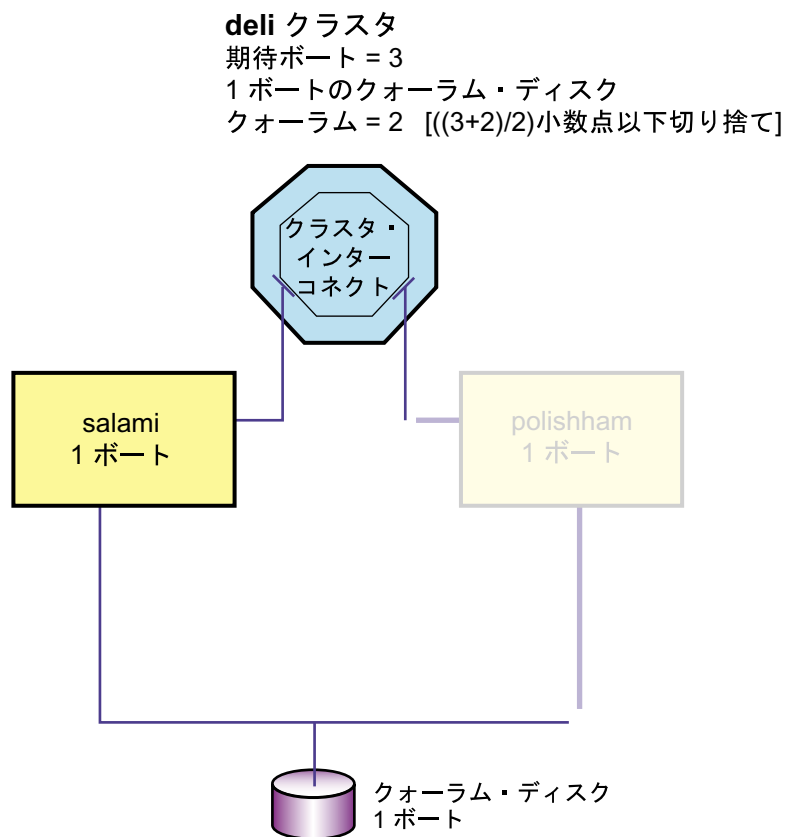 deli クラスタ
期待ボート = 3
1 ボートのクォーラム・ディスク
クォーラム = 2 [((3+2)/2)小数点以下切り捨て]
クラスタ・
インター
コネクト
salami
1 ボート
polishham
1 ボート
クォーラム・ディスク
1 ボート